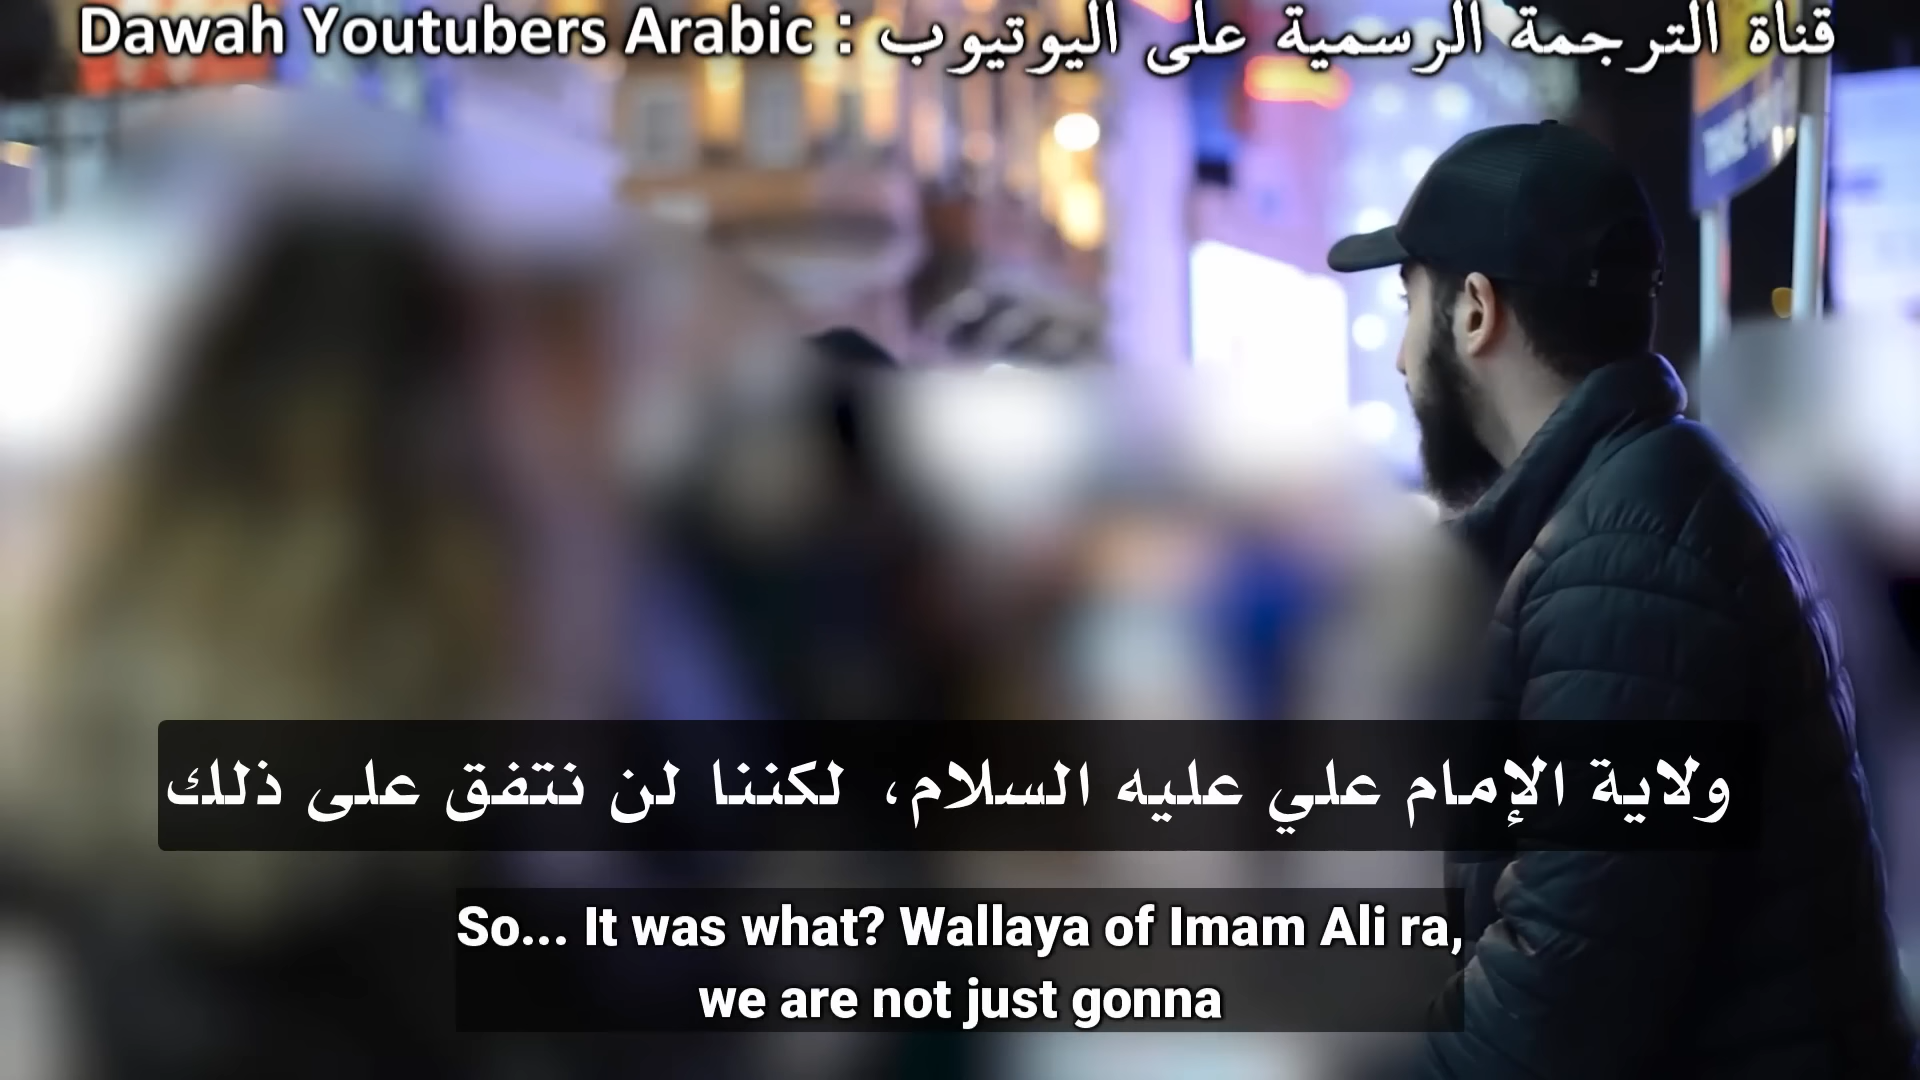 Dawah Youtubers Arabic : قناة الترجمة الرسمية على اليوتيوب
ولاية الإمام علي عليه السلام، لكننا لن نتفق على ذلك
So... It was what? Wallaya of Imam Ali ra,
we are not just gonna